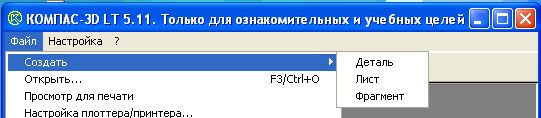 КОМПАС-3D LT 5.11. Только для ознакомительных и учебных целей
Файл Настройка ?
Создать Деталь
Открыть... F3/Ctrl+O Лист
Просмотр для печати Фрагмент
Настройка плоттера/принтера...